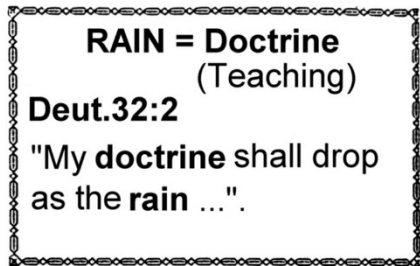 RAIN = Doctrine
(Teaching)
Deut.32:2
"My doctrine shall drop
as the rain ...".